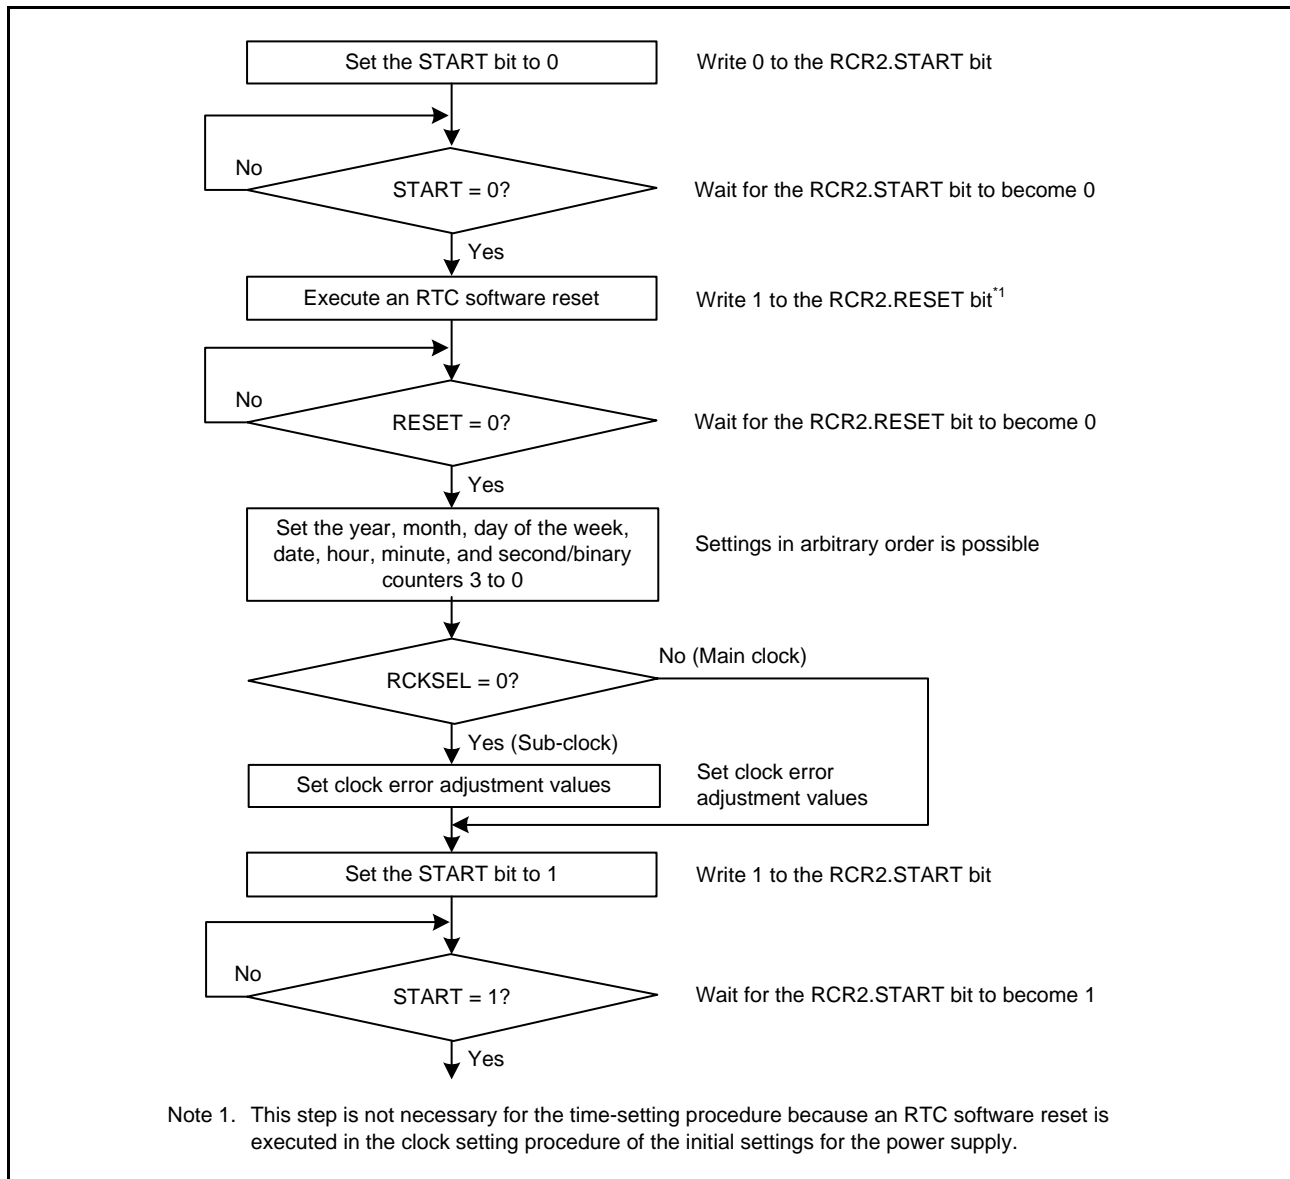 Set the START bit to 0
Write 0 to the RCR2.START bit
No
START = 0?
Wait for the RCR2.START bit to become 0
Yes
Execute an RTC software reset
Write 1 to the RCR2.RESET bit*1
No
RESET = 0?
Wait for the RCR2.RESET bit to become 0
Yes
Set the year, month, day of the week,
date, hour, minute, and second/binary
counters 3 to 0
Settings in arbitrary order is possible
No (Main clock)
RCKSEL = 0?
Yes (Sub-clock)
Set clock error adjustment values
Set clock error
adjustment values
Set the START bit to 1
Write 1 to the RCR2.START bit
No
START = 1?
Wait for the RCR2.START bit to become 1
Yes
Note 1. This step is not necessary for the time-setting procedure because an RTC software reset is
executed in the clock setting procedure of the initial settings for the power supply.